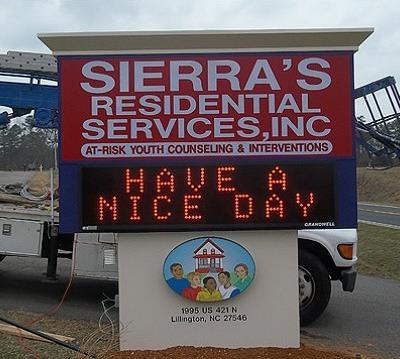 SIERRA'S
RESIDENTIAL
SERVICES,INC
AT-RISK YOUTH COUNSELING & INTERVENTIONS
HAVE A
NICE DAY
GRANDWELL
1995 US 421 N
Lillington, NC 27546